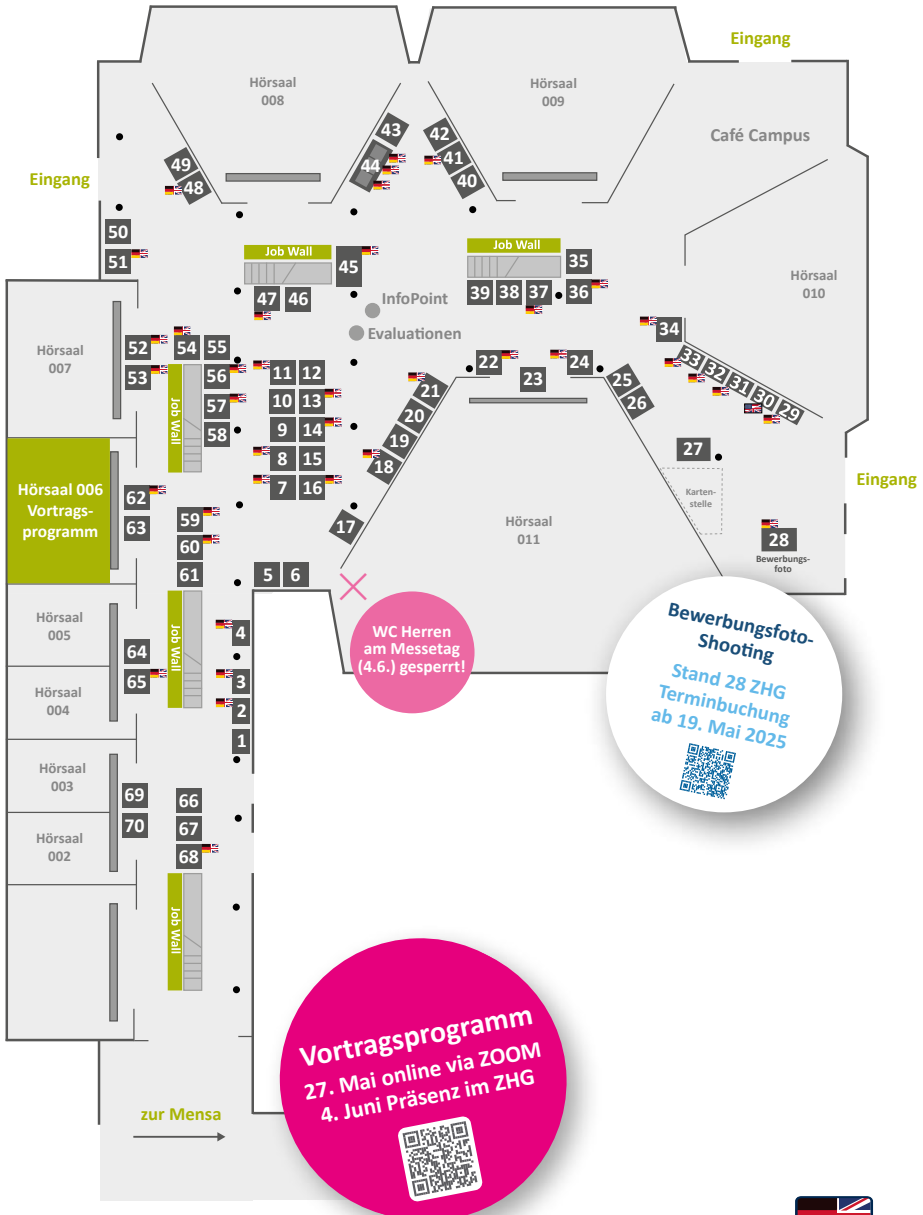 Eingang
Hörsaal
008
Hörsaal
009
Café Campus
43
42
44
41
49
48
40
Eingang
50
51
Job Wall
45
Job Wall
35
Hörsaal
010
47
46
39
38
37
36
InfoPoint
Evaluationen
34
Hörsaal
007
52
54
55
53
56
57
58
Job Wall
11
12
10
13
9
14
8
15
7
16
22
23
24
21
20
19
18
17
25
26
33
32
31
30
29
27
Karten-
stelle
Eingang
28
Bewerbungs-
foto
Hörsaal 006
Vortrags-
programm
62
63
59
60
61
5
6
Hörsaal
011
WC Herren
am Messetag
(4.6.) gesperrt!
Bewerbungsfoto-
Shooting
Stand 28 ZHG
Terminbuchung
ab 19. Mai 2025
Hörsaal
005
64
65
Hörsaal
004
Job Wall
4
3
2
1
Hörsaal
003
69
70
Hörsaal
002
66
67
68
Job Wall
Vortragsprogramm
27. Mai online via ZOOM
4. Juni Präsenz im ZHG
zur Mensa